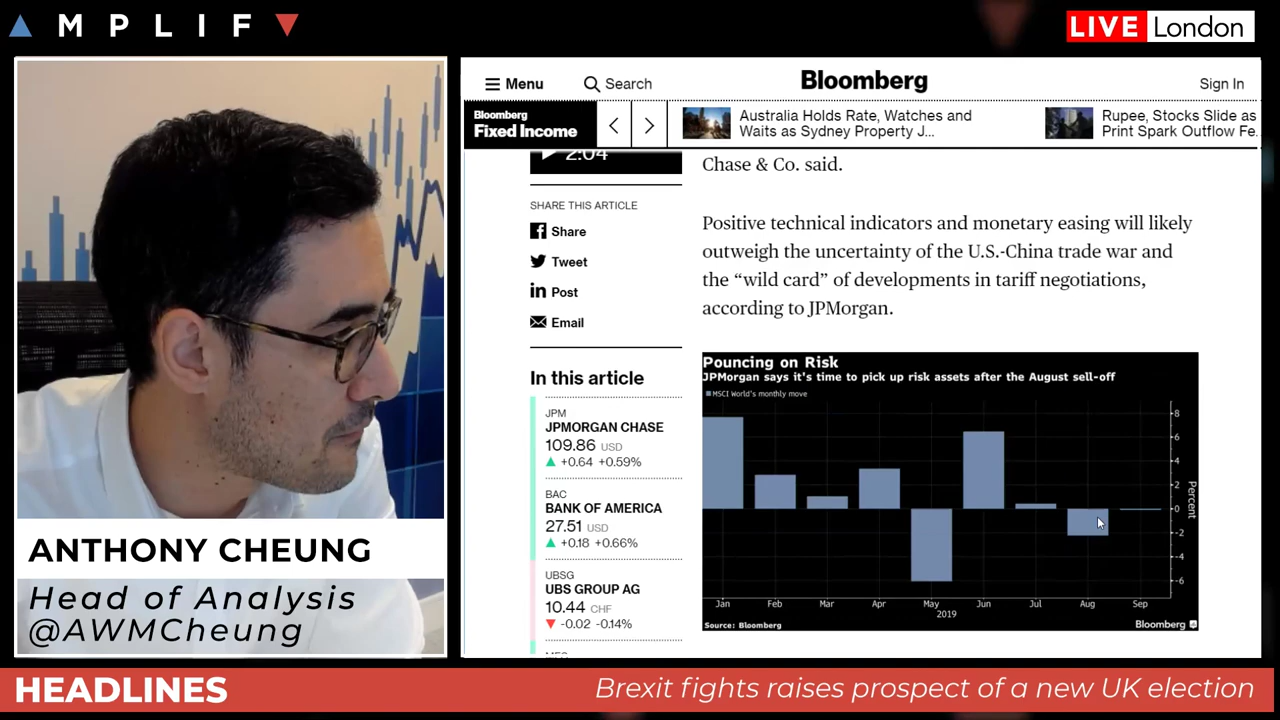 MPLIF
LIVE London
ANTHONY CHEUNG
Head of Analysis
@AWMCheung
Menu
Search
Bloomberg
Sign In
Bloomberg
Fixed Income
Australia Holds Rate, Watches and
Waits as Sydney Property J...
Rupee, Stocks Slide as
Print Spark Outflow Fe.
2:04
SHARE THIS ARTICLE
Share
Tweet
Post
Email
In this article
JPM
JPMORGAN CHASE
109.86 USD
+0.64 +0.59%
BAC
BANK OF AMERICA
27.51 USD
+0.18 +0.66%
UBSG
UBS GROUP AG
10.44 CHF
-0.02 -0.14%
Chase & Co. said.
Positive technical indicators and monetary easing will likely
outweigh the uncertainty of the U.S.-China trade war and
the “wild card” of developments in tariff negotiations,
according to JPMorgan.
Pouncing on Risk
JPMorgan says it's time to pick up risk assets after the August sell-off
MSCI World's monthly move
8
6
4
2
0
-2
-4
-6
Percent
Jan Feb Mar Apr May Jun Jul Aug Sep
2019
Source: Bloomberg
Bloomberg
HEADLINES
Brexit fights raises prospect of a new UK election